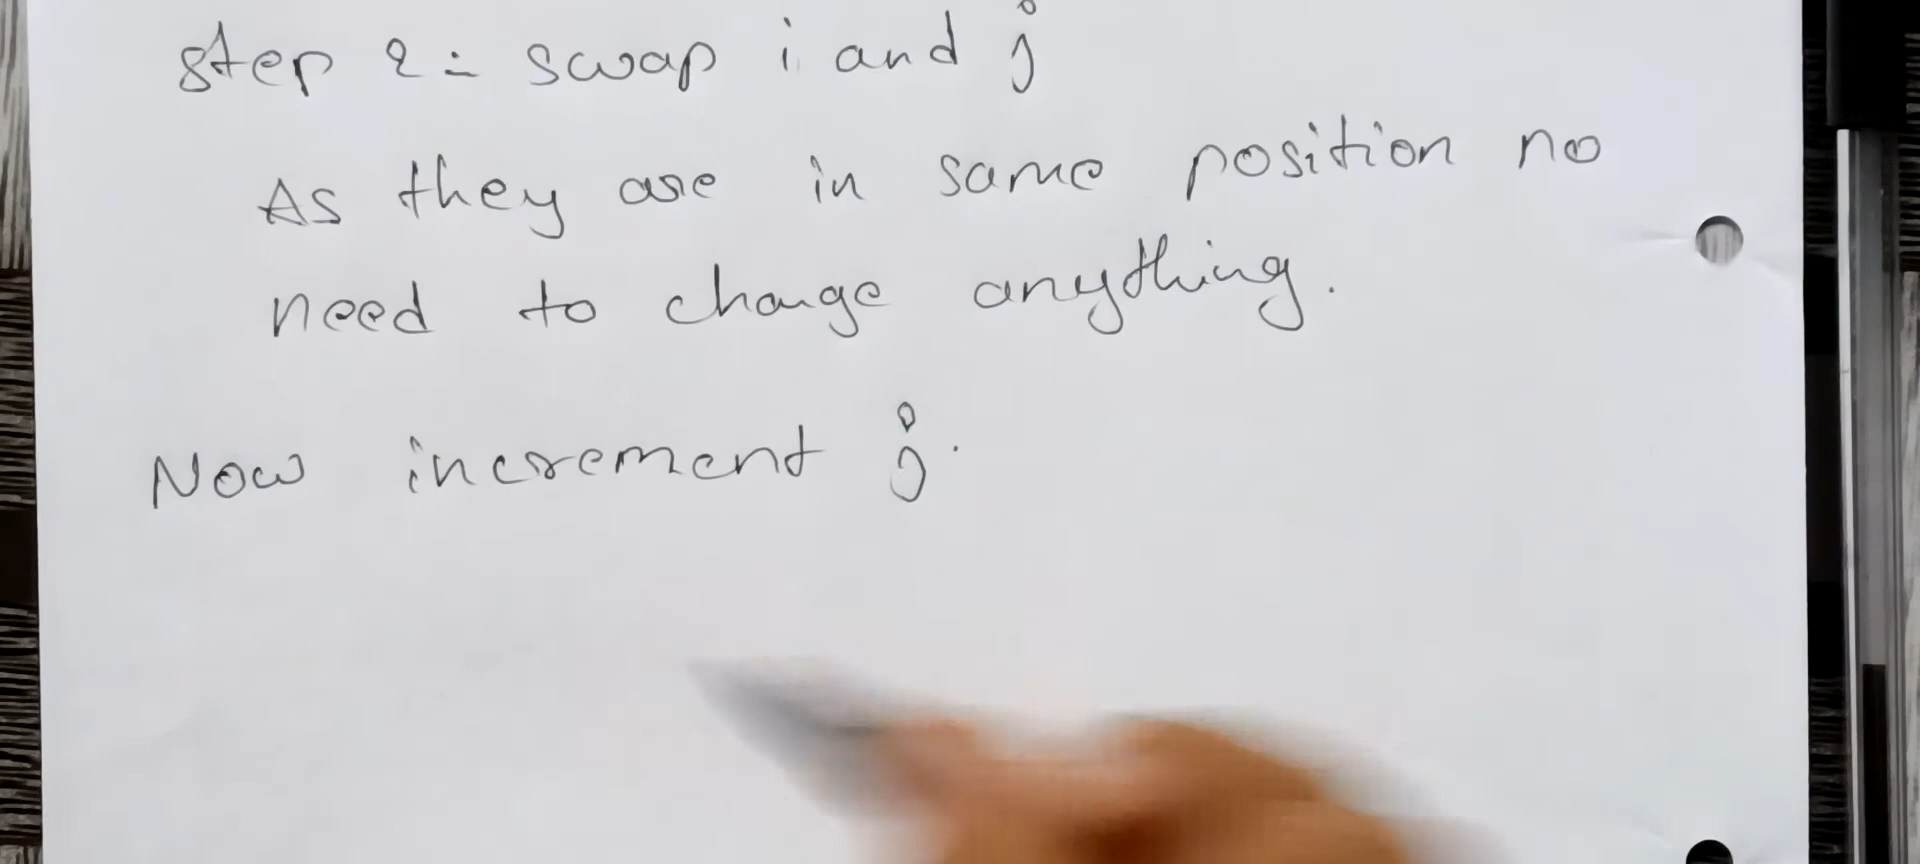 step 2:- swap i and j
As they are in same position no
need to change anything.
Now increment j.